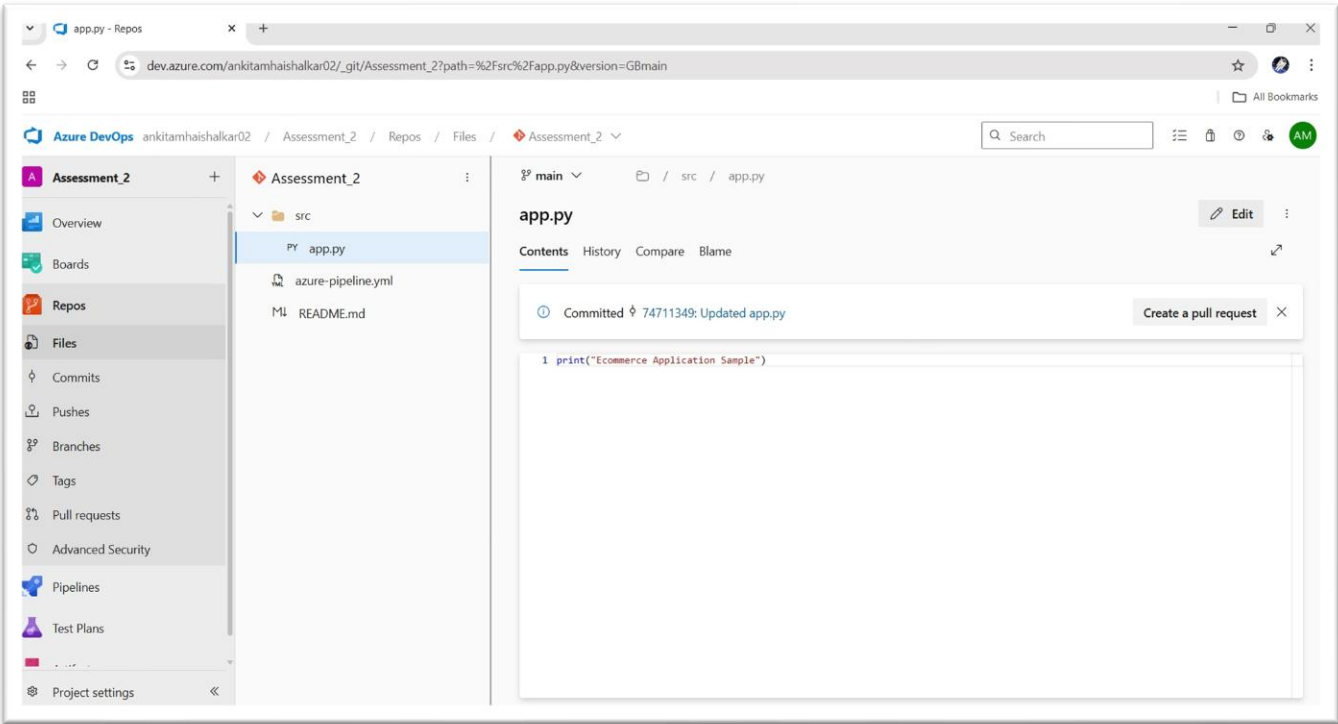 app.py - Repos
dev.azure.com/ankitamhaishalkar02/_git/Assessment_2?path=%2Fsrc%2Fapp.py&version=GBmain
All Bookmarks
Azure DevOps ankitamhaishalkar02 / Assessment_2 / Repos / Files / Assessment_2
Search
AM
A Assessment_2
Overview
Boards
Repos
Files
Commits
Pushes
Branches
Tags
Pull requests
Advanced Security
Pipelines
Test Plans
Project settings
Assessment_2
src
PY app.py
azure-pipeline.yml
README.md
main / src / app.py
app.py
Edit
Contents History Compare Blame
Committed 74711349: Updated app.py
Create a pull request
1 print("Ecommerce Application Sample")